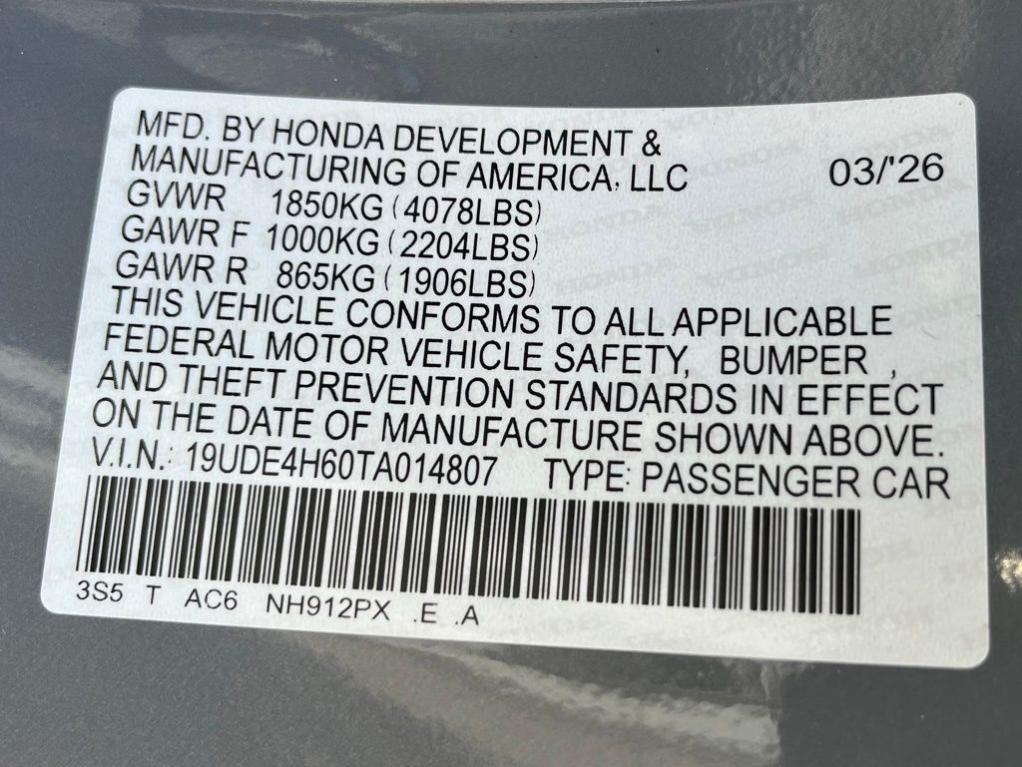 MFD. BY HONDA DEVELOPMENT &
MANUFACTURING OF AMERICA, LLC 03/'26
GVWR 1850KG (4078LBS)
GAWR F 1000KG (2204LBS)
GAWR R 865KG (1906LBS)
THIS VEHICLE CONFORMS TO ALL APPLICABLE
FEDERAL MOTOR VEHICLE SAFETY, BUMPER ,
AND THEFT PREVENTION STANDARDS IN EFFECT
ON THE DATE OF MANUFACTURE SHOWN ABOVE.
V.I.N.: 19UDE4H60TA014807 TYPE: PASSENGER CAR
3S5 T AC6 NH912PX .E .A